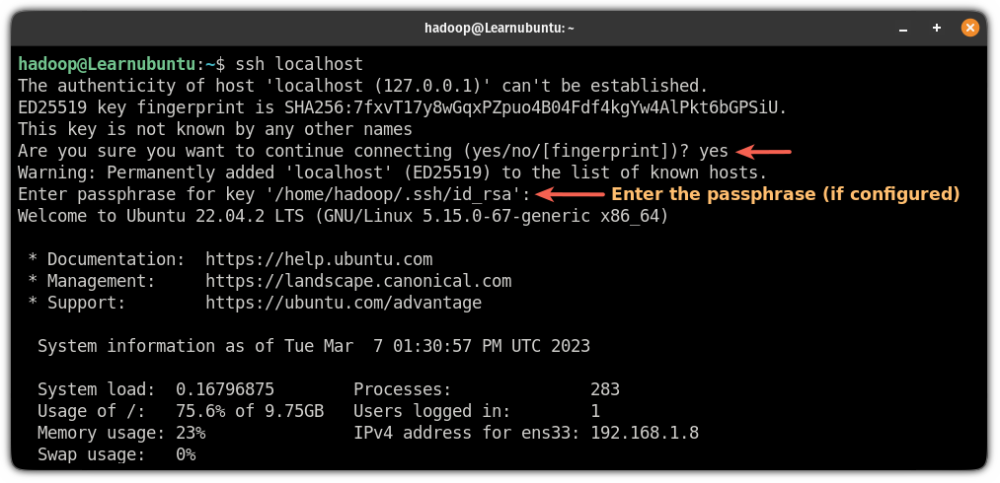 hadoop@Learnubuntu: ~
hadoop@Learnubuntu:~$ ssh localhost
The authenticity of host 'localhost (127.0.0.1)' can't be established.
ED25519 key fingerprint is SHA256:7fxvT17y8wGqxPZpuo4B04Fdf4kgYw4AlPkt6bGPSiU.
This key is not known by any other names
Are you sure you want to continue connecting (yes/no/[fingerprint])? yes
Warning: Permanently added 'localhost' (ED25519) to the list of known hosts.
Enter passphrase for key '/home/hadoop/.ssh/id_rsa': Enter the passphrase (if configured)
Welcome to Ubuntu 22.04.2 LTS (GNU/Linux 5.15.0-67-generic x86_64)
* Documentation:  https://help.ubuntu.com
* Management:     https://landscape.canonical.com
* Support:        https://ubuntu.com/advantage
System information as of Tue Mar  7 01:30:57 PM UTC 2023
System load:  0.16796875        Processes:              283
Usage of /:   75.6% of 9.75GB   Users logged in:        1
Memory usage: 23%               IPv4 address for ens33: 192.168.1.8
Swap usage:   0%